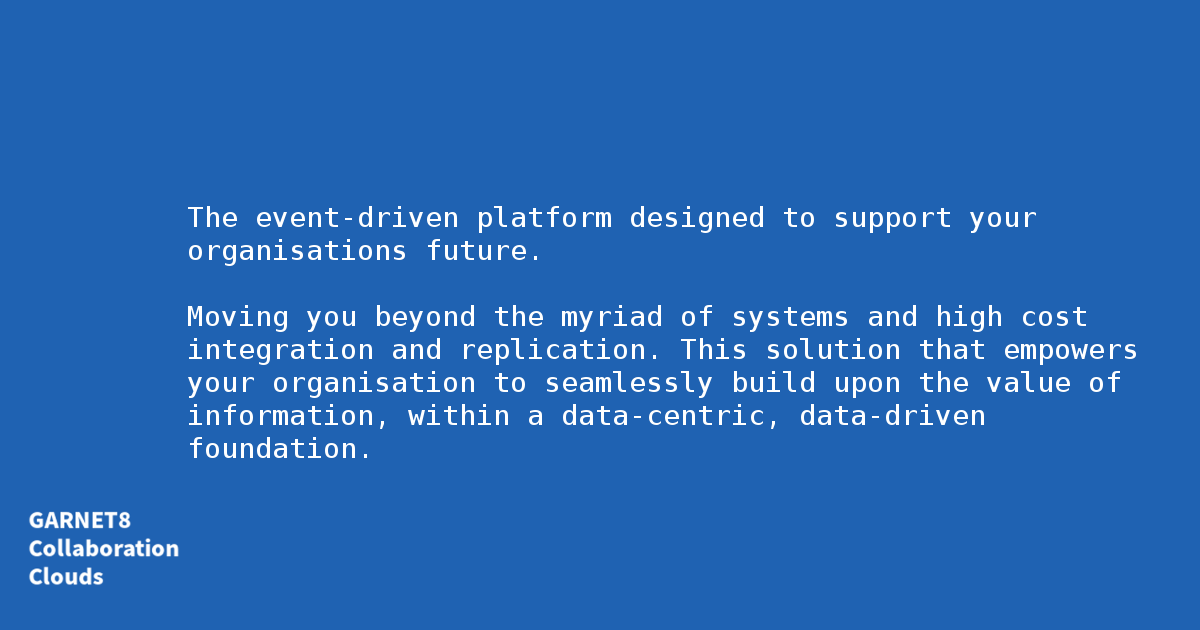 The event-driven platform designed to support your
organisations future.
Moving you beyond the myriad of systems and high cost
integration and replication. This solution that empowers
your organisation to seamlessly build upon the value of
information, within a data-centric, data-driven
foundation.
GARNET8
Collaboration
Clouds